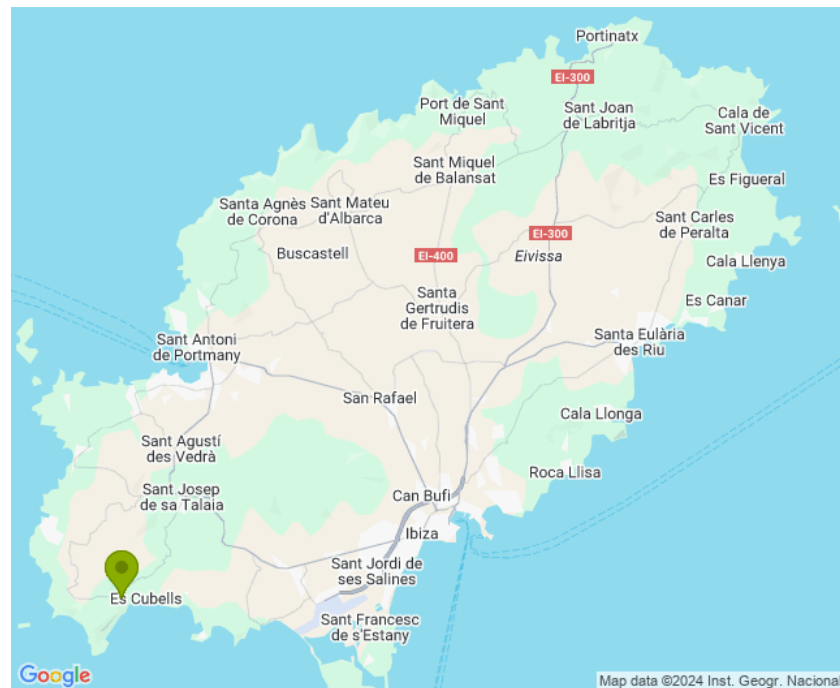 Portinatx
EI-300
Port de Sant
Miquel
Sant Joan
de Labritja
Cala de
Sant Vicent
Sant Miquel
de Balansat
Es Figueral
Santa Agnès
de Corona
Sant Mateu
d'Albarca
Sant Carles
de Peralta
EI-300
Buscastell
EI-400
Eivissa
Cala Llenya
Santa
Gertrudis
de Fruitera
Es Canar
Sant Antoni
de Portmany
Santa Eulària
des Riu
San Rafael
Cala Llonga
Sant Agustí
des Vedrà
Roca Llisa
Sant Josep
de sa Talaia
Can Bufi
Ibiza
Sant Jordi de
ses Salines
Es Cubells
Sant Francesc
de s'Estany
Google
Map data ©2024 Inst. Geogr. Nacional